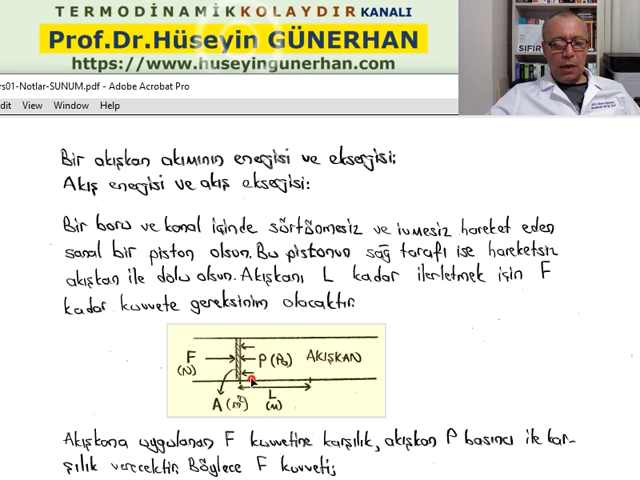 TERMODİNAMİKKOLAYDIR KANALI
Prof.Dr.Hüseyin GÜNERHAN
https://www.huseyingunerhan.com
rs01-Notlar-SUNUM.pdf - Adobe Acrobat Pro
dit View Window Help
SIFIR
Bir akışkan akımının energisi ve eksergisi;
Akış energisi ve akış eksergisi:
Bir boru ve kanal içinde sürtünmesiz ve ivmesiz hareket eden
sanal bir piston olsun. Bu pistonun sağ tarafı ise hareketsiz
akışkan ile dolu olsun. Akışkanı L kadar ilerletmek için F
kadar kuvvete gereksinim olacaktır.
F
(N)
P (Pa)
AKIŞKAN
L
(m)
A (m²)
Akışkana uygulanan F kuvvetine karşılık, akışkan P basıncı ile kar-
şılık verecektir. Böylece F kuvveti;